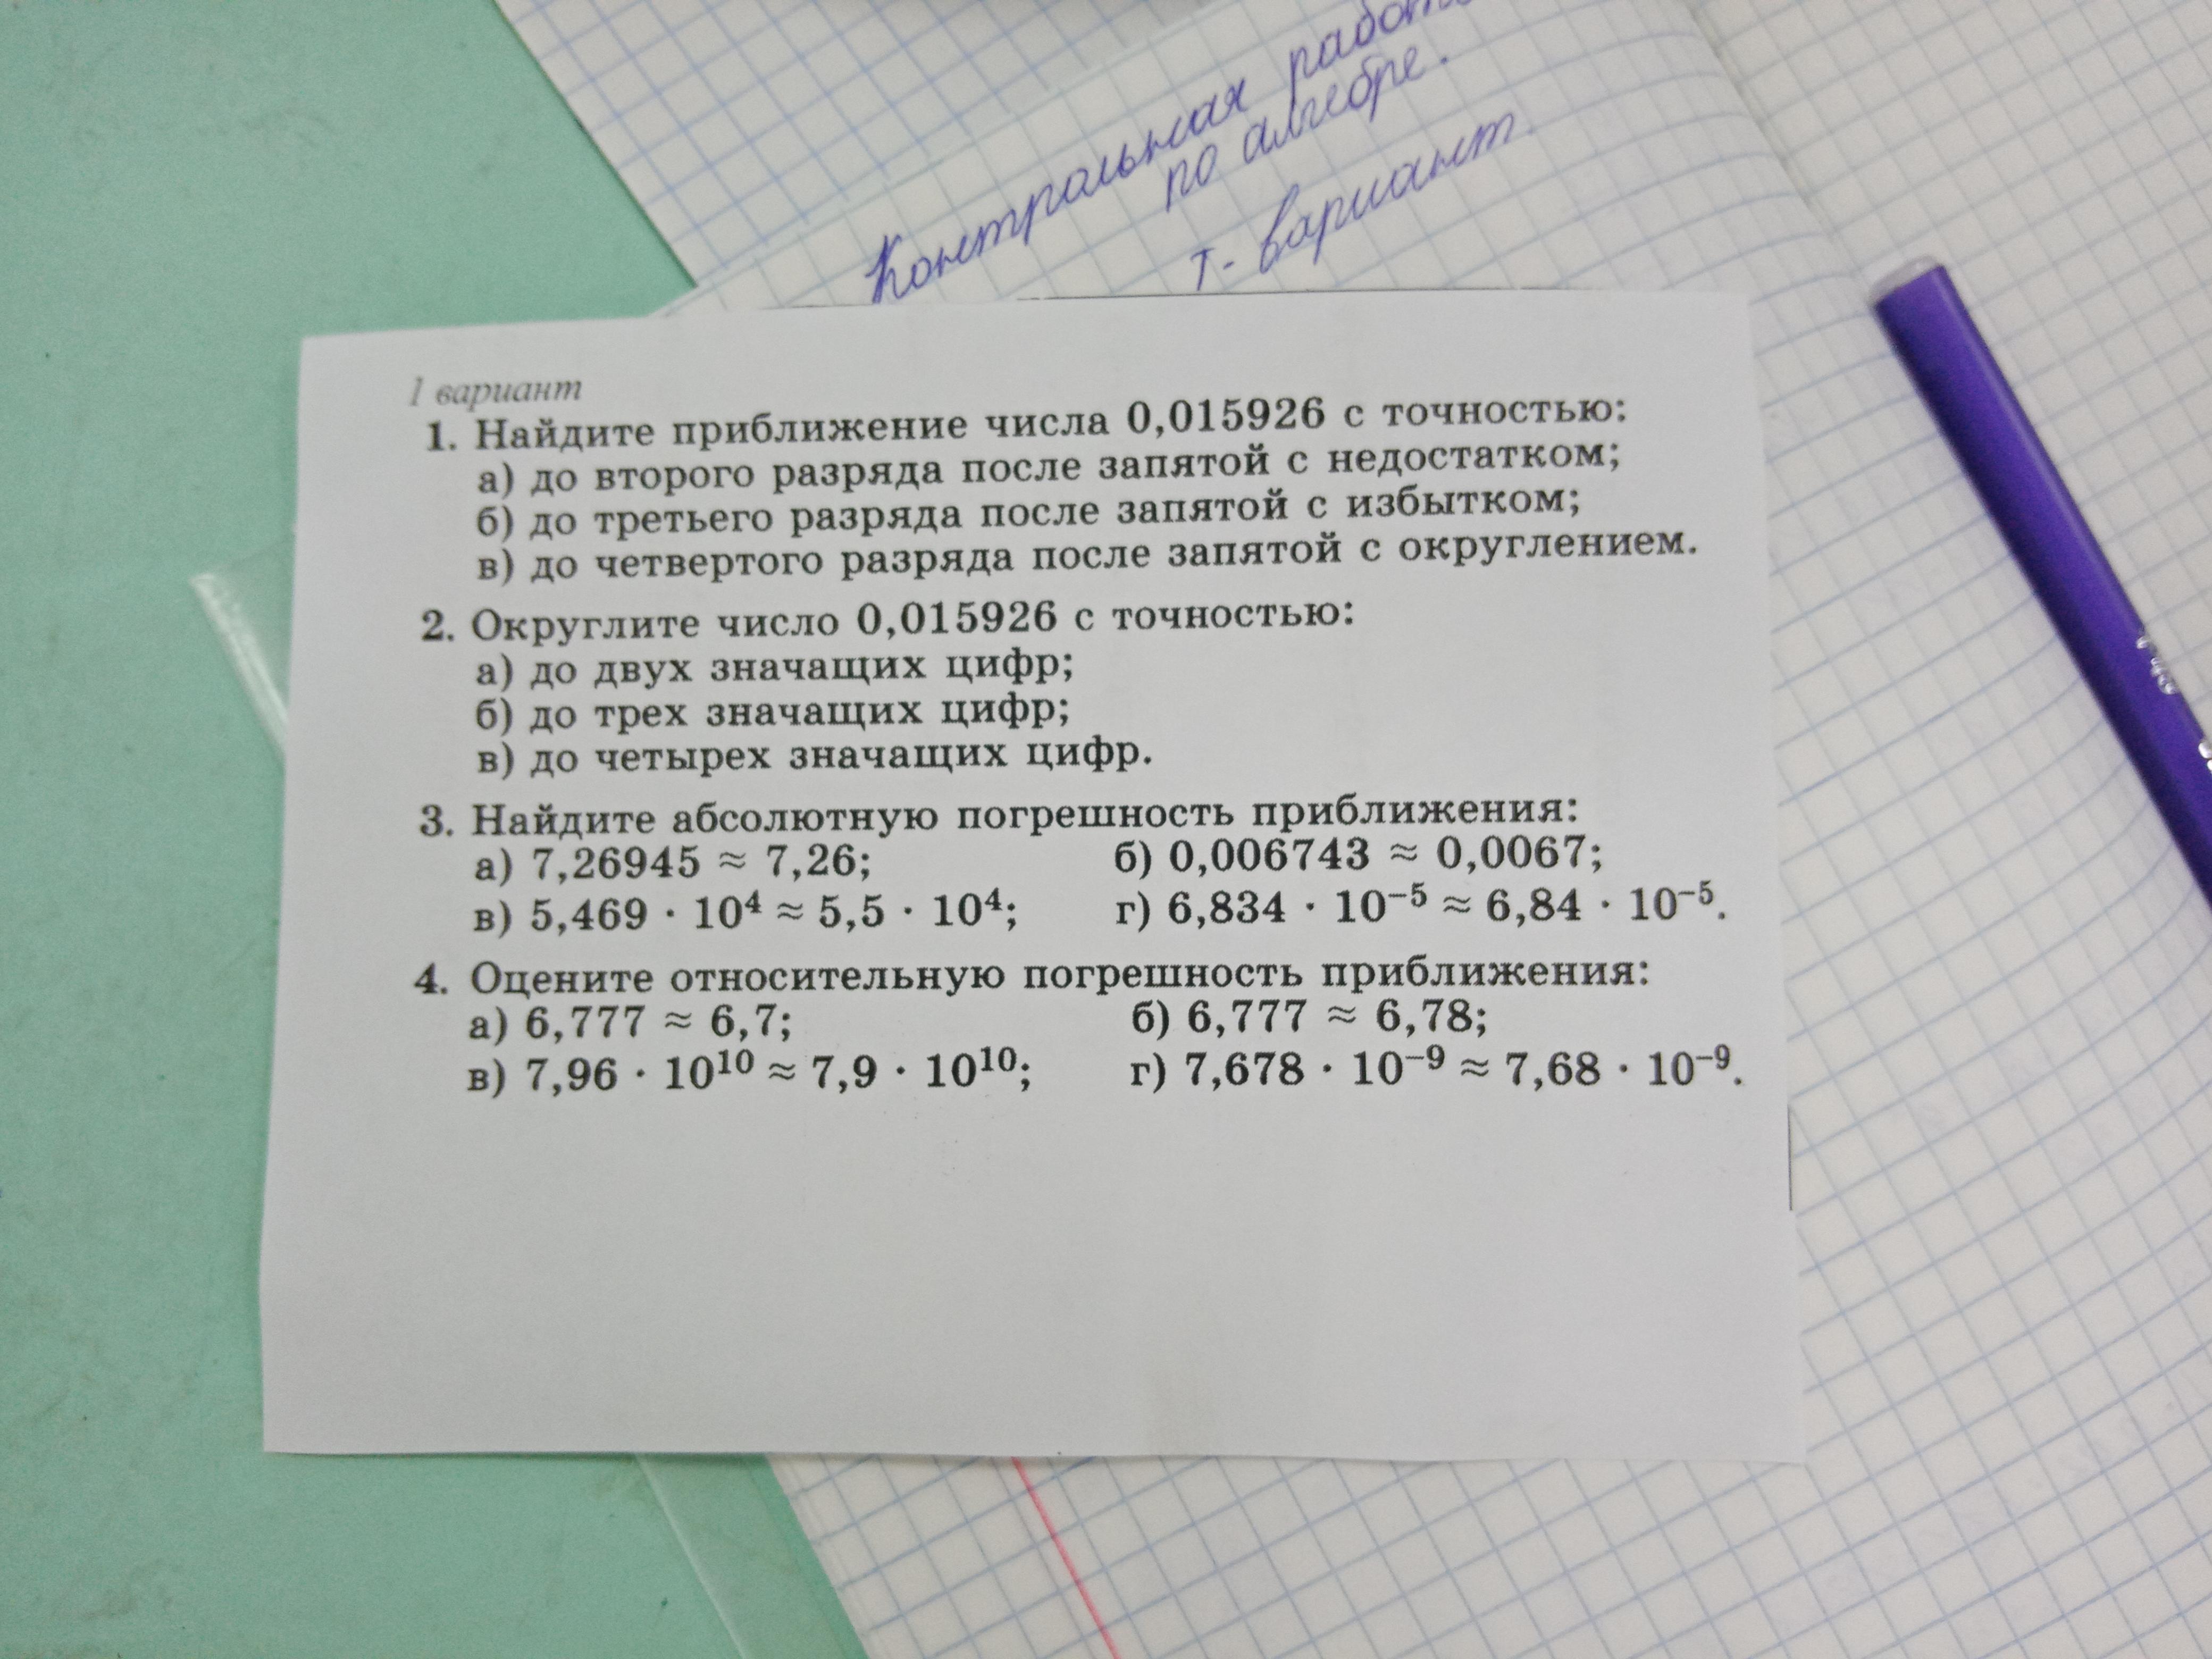 Контрольная
по алгебре.
I - вариант.
1 вариант
1. Найдите приближение числа 0,015926 с точностью:
а) до второго разряда после запятой с недостатком;
б) до третьего разряда после запятой с избытком;
в) до четвертого разряда после запятой с округлением.
2. Округлите число 0,015926 с точностью:
а) до двух значащих цифр;
б) до трех значащих цифр;
в) до четырех значащих цифр.
3. Найдите абсолютную погрешность приближения:
а) 7,26945 ≈ 7,26; б) 0,006743 ≈ 0,0067;
в) 5,469 · 10⁴ ≈ 5,5 · 10⁴; г) 6,834 · 10⁻⁵ ≈ 6,84 · 10⁻⁵.
4. Оцените относительную погрешность приближения:
а) 6,777 ≈ 6,7; б) 6,777 ≈ 6,78;
в) 7,96 · 10¹⁰ ≈ 7,9 · 10¹⁰; г) 7,678 · 10⁻⁹ ≈ 7,68 · 10⁻⁹.